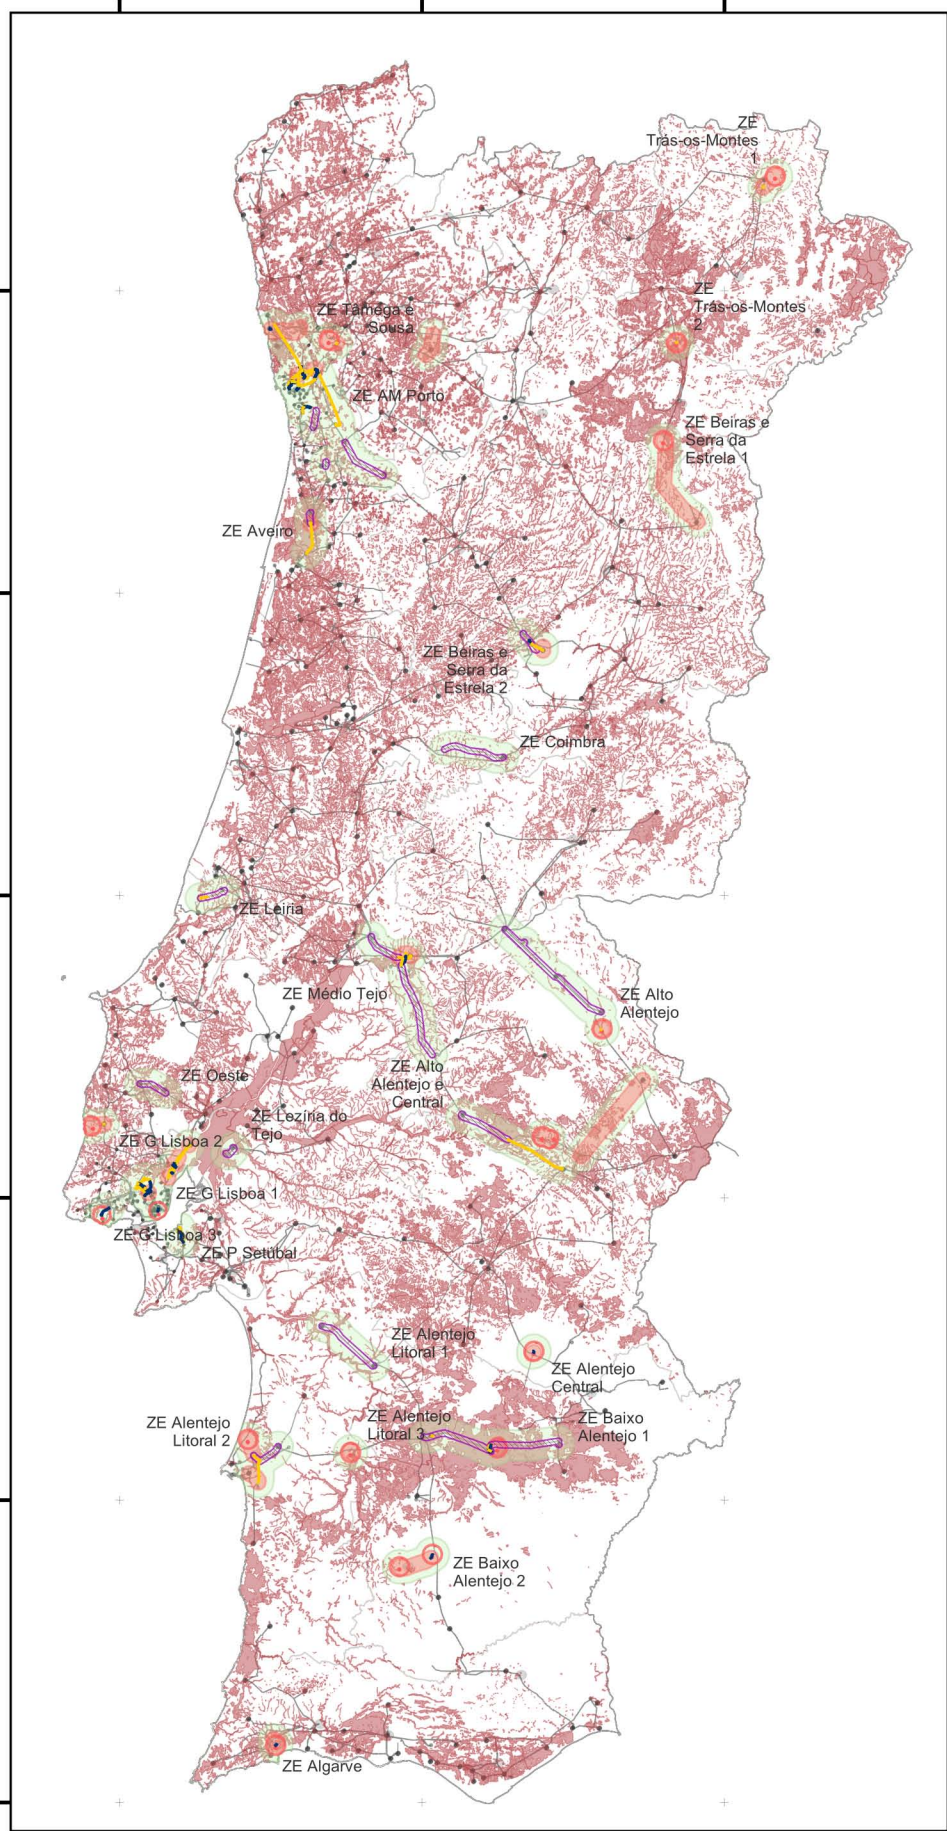 ZE
Trás-os-Montes
1
ZE
Trás-os-Montes
2
ZE Tâmega e
Sousa
ZE AM Porto
ZE Beiras e
Serra da
Estrela 1
ZE Aveiro
ZE Beiras e
Serra da
Estrela 2
ZE Coimbra
ZE Leiria
ZE Médio Tejo
ZE Alto
Alentejo
ZE Alto
Alentejo e
Central
ZE Oeste
ZE Lezíria do
Tejo
ZE G Lisboa 2
ZE G Lisboa 1
ZE G Lisboa 3
ZE P Setúbal
ZE Alentejo
Litoral 1
ZE Alentejo
Central
ZE Alentejo
Litoral 2
ZE Alentejo
Litoral 3
ZE Baixo
Alentejo 1
ZE Baixo
Alentejo 2
ZE Algarve